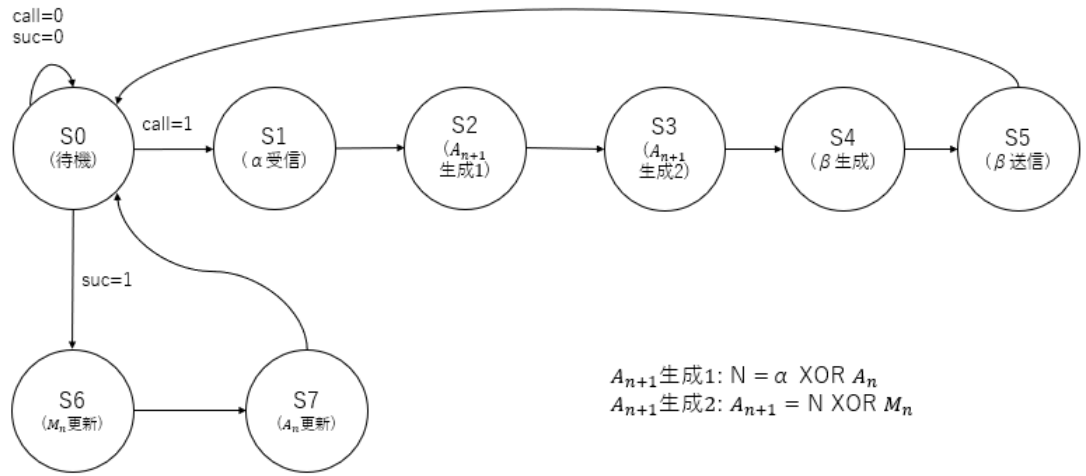 call=0
suc=0
S0
(待機)
call=1
S1
(α受信)
S2
(A_{n+1}
生成1)
S3
(A_{n+1}
生成2)
S4
(β生成)
S5
(β送信)
suc=1
S6
(M_n更新)
S7
(A_n更新)
A_{n+1}生成1: N = α XOR A_n
A_{n+1}生成2: A_{n+1} = N XOR M_n